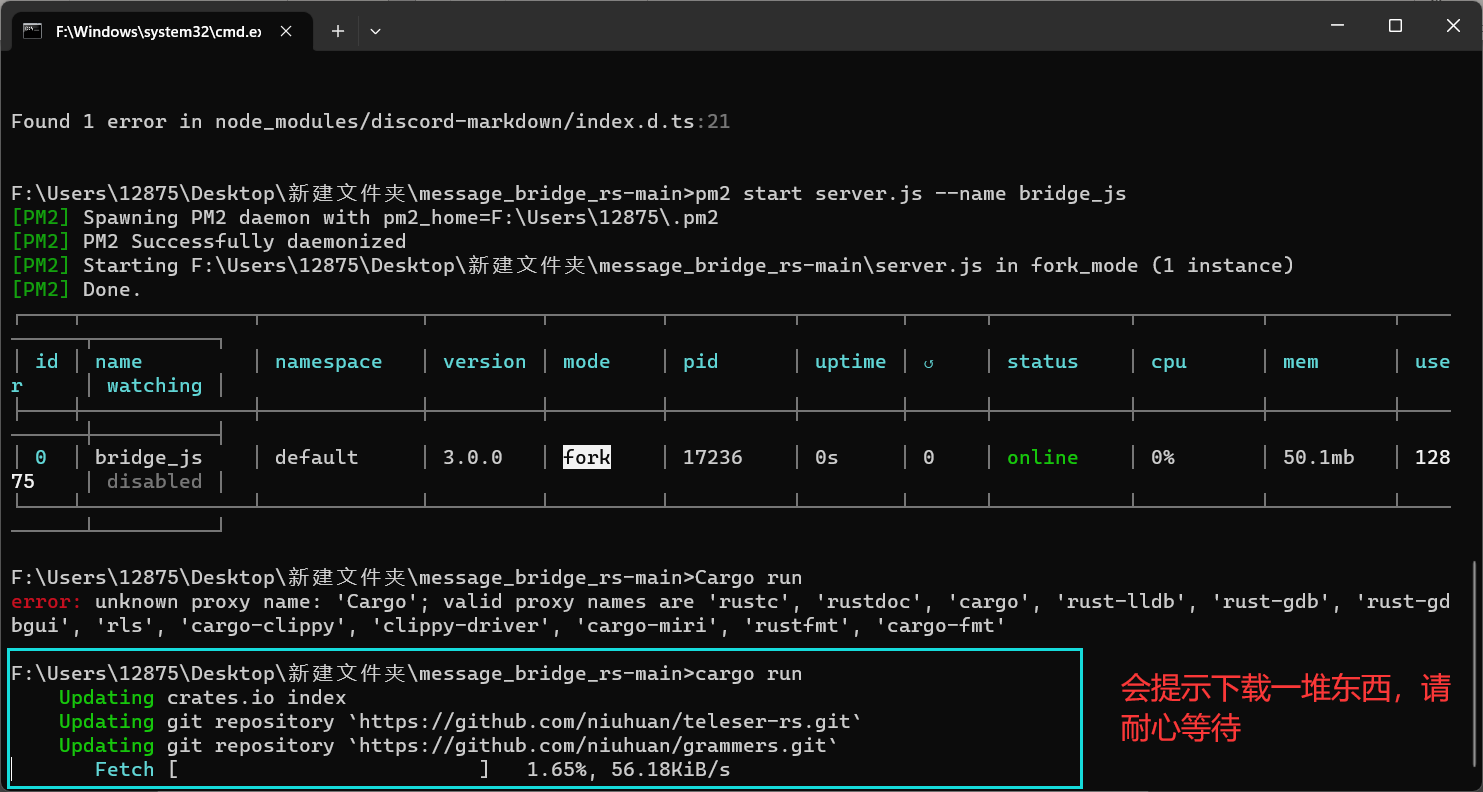 F:\Windows\system32\cmd.ex
Found 1 error in node_modules/discord-markdown/index.d.ts:21
F:\Users\12875\Desktop\新建文件夹\message_bridge_rs-main>pm2 start server.js --name bridge_js
[PM2] Spawning PM2 daemon with pm2_home=F:\Users\12875\.pm2
[PM2] PM2 Successfully daemonized
[PM2] Starting F:\Users\12875\Desktop\新建文件夹\message_bridge_rs-main\server.js in fork_mode (1 instance)
[PM2] Done.
│ id │ name │ namespace │ version │ mode │ pid │ uptime │ ↺ │ status │ cpu │ mem │ use
r │ watching │
│ 0 │ bridge_js │ default │ 3.0.0 │ fork │ 17236 │ 0s │ 0 │ online │ 0% │ 50.1mb │ 128
75 │ disabled │
F:\Users\12875\Desktop\新建文件夹\message_bridge_rs-main>Cargo run
error: unknown proxy name: 'Cargo'; valid proxy names are 'rustc', 'rustdoc', 'cargo', 'rust-lldb', 'rust-gdb', 'rust-gd
bgui', 'rls', 'cargo-clippy', 'clippy-driver', 'cargo-miri', 'rustfmt', 'cargo-fmt'
F:\Users\12875\Desktop\新建文件夹\message_bridge_rs-main>cargo run
Updating crates.io index
Updating git repository `https://github.com/niuhuan/teleser-rs.git`
Updating git repository `https://github.com/niuhuan/grammers.git`
Fetch [ ] 1.65%, 56.18KiB/s
会提示下载一堆东西，请
耐心等待